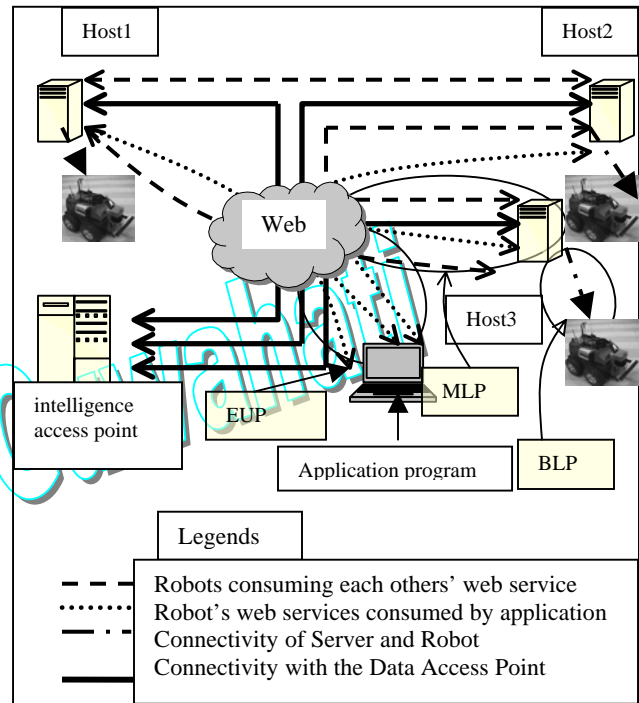 Host1
Host2
Web
Host3
intelligence
access point
EUP
MLP
Application program
BLP
Legends
Robots consuming each others' web service
Robot's web services consumed by application
Connectivity of Server and Robot
Connectivity with the Data Access Point